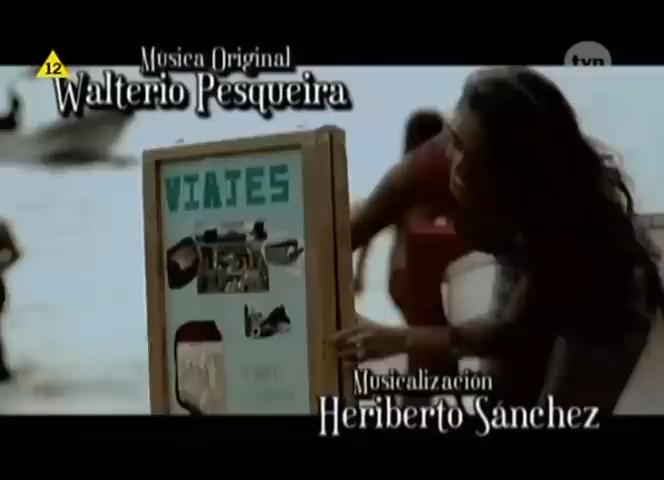 12
Música Original
tvn
Walterio Pesqueira
VIAJES
Musicalización
Heriberto Sánchez